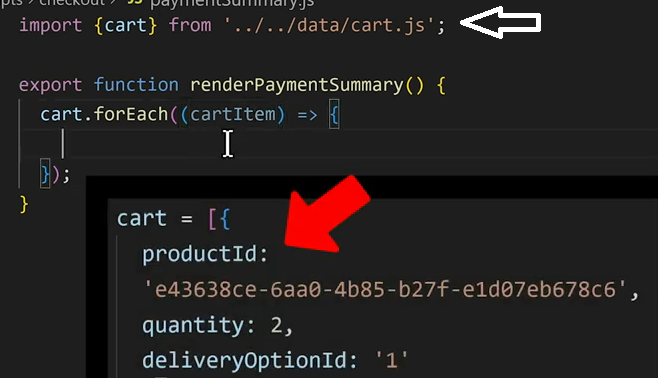 pts > checkout > paymentSummary.js
import {cart} from '../../data/cart.js';
export function renderPaymentSummary() {
cart.forEach((cartItem) => {
});
}
cart = [{
productId:
'e43638ce-6aa0-4b85-b27f-e1d07eb678c6',
quantity: 2,
deliveryOptionId: '1'